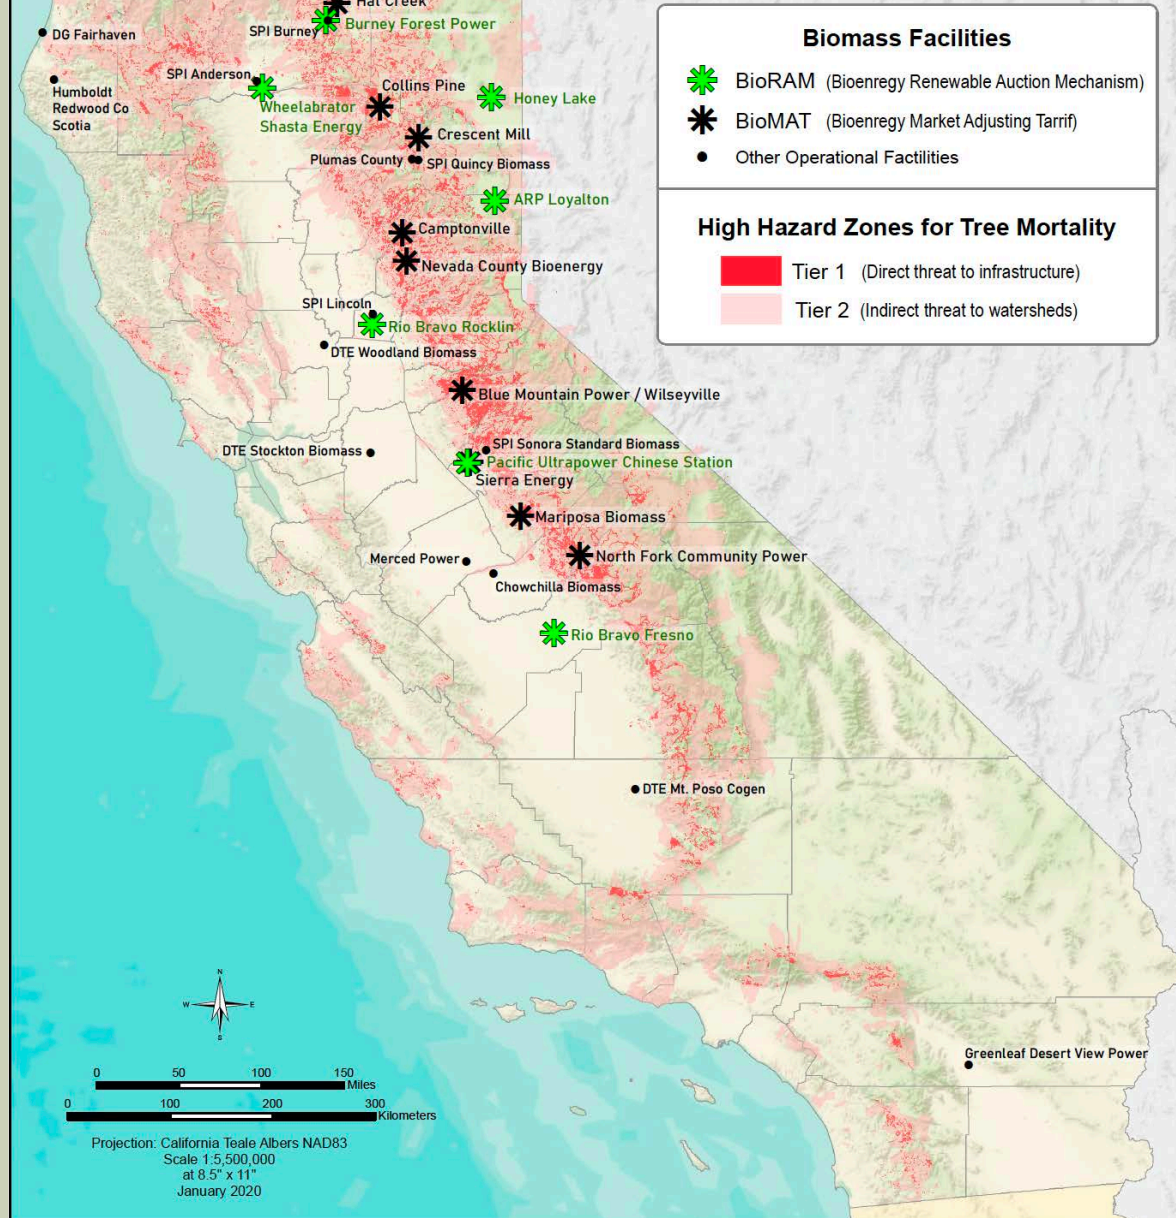 Hat Creek
Burney Forest Power
SPI Burney
DG Fairhaven
SPI Anderson
Humboldt
Redwood Co
Scotia
Wheelabrator
Shasta Energy
Collins Pine
Honey Lake
Crescent Mill
Plumas County
SPI Quincy Biomass
ARP Loyalton
Camptonville
Nevada County Bioenergy
SPI Lincoln
Rio Bravo Rocklin
DTE Woodland Biomass
Blue Mountain Power / Wilseyville
SPI Sonora Standard Biomass
DTE Stockton Biomass
Pacific Ultrapower Chinese Station
Sierra Energy
Mariposa Biomass
North Fork Community Power
Merced Power
Chowchilla Biomass
Rio Bravo Fresno
DTE Mt. Poso Cogen
Greenleaf Desert View Power
Biomass Facilities
BioRAM (Bioenregy Renewable Auction Mechanism)
BioMAT (Bioenregy Market Adjusting Tarrif)
Other Operational Facilities
High Hazard Zones for Tree Mortality
Tier 1 (Direct threat to infrastructure)
Tier 2 (Indirect threat to watersheds)
N
W E
S
0 50 100 150
Miles
0 100 200 300
Kilometers
Projection: California Teale Albers NAD83
Scale 1:5,500,000
at 8.5" x 11"
January 2020